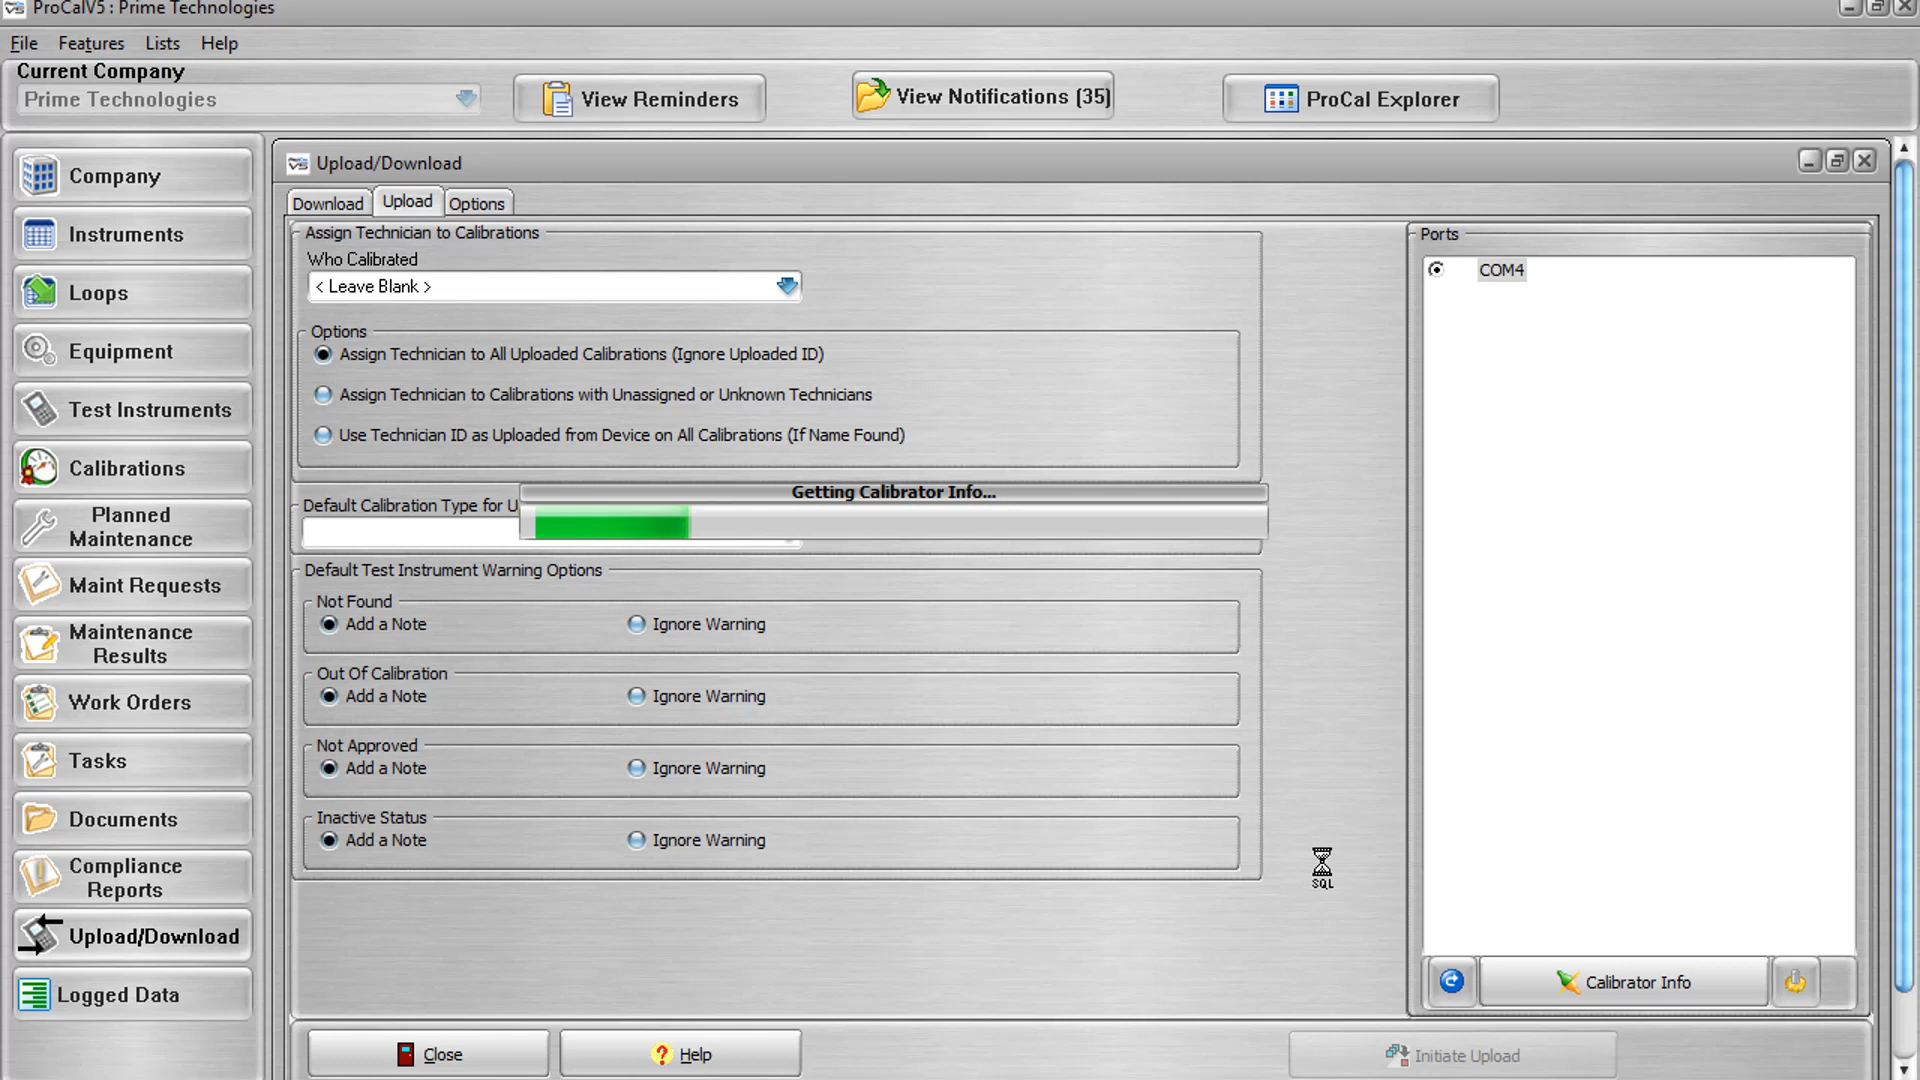 ProCalV5 : Prime Technologies
File Features Lists Help
Current Company
Prime Technologies
View Reminders
View Notifications (35)
ProCal Explorer
Company
Instruments
Loops
Equipment
Test Instruments
Calibrations
Planned
Maintenance
Maint Requests
Maintenance
Results
Work Orders
Tasks
Documents
Compliance
Reports
Upload/Download
Logged Data
Upload/Download
Download Upload Options
Assign Technician to Calibrations
Who Calibrated
< Leave Blank >
Options
Assign Technician to All Uploaded Calibrations (Ignore Uploaded ID)
Assign Technician to Calibrations with Unassigned or Unknown Technicians
Use Technician ID as Uploaded from Device on All Calibrations (If Name Found)
Default Calibration Type for U
Getting Calibrator Info...
Default Test Instrument Warning Options
Not Found
Add a Note Ignore Warning
Out Of Calibration
Add a Note Ignore Warning
Not Approved
Add a Note Ignore Warning
Inactive Status
Add a Note Ignore Warning
SQL
Ports
COM4
Calibrator Info
Close
Help
Initiate Upload